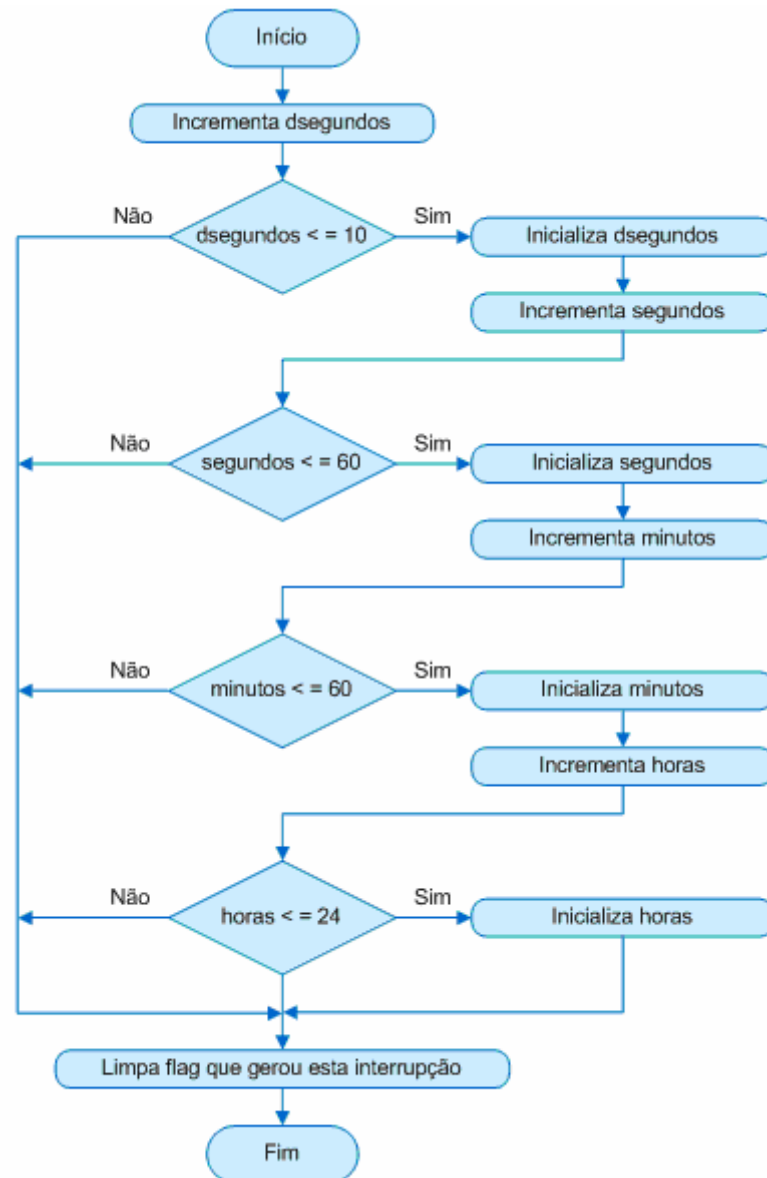 Início
Incrementa dsegundos
Não
dsegundos < = 10
Sim
Inicializa dsegundos
Incrementa segundos
Não
segundos < = 60
Sim
Inicializa segundos
Incrementa minutos
Não
minutos < = 60
Sim
Inicializa minutos
Incrementa horas
Não
horas < = 24
Sim
Inicializa horas
Limpa flag que gerou esta interrupção
Fim